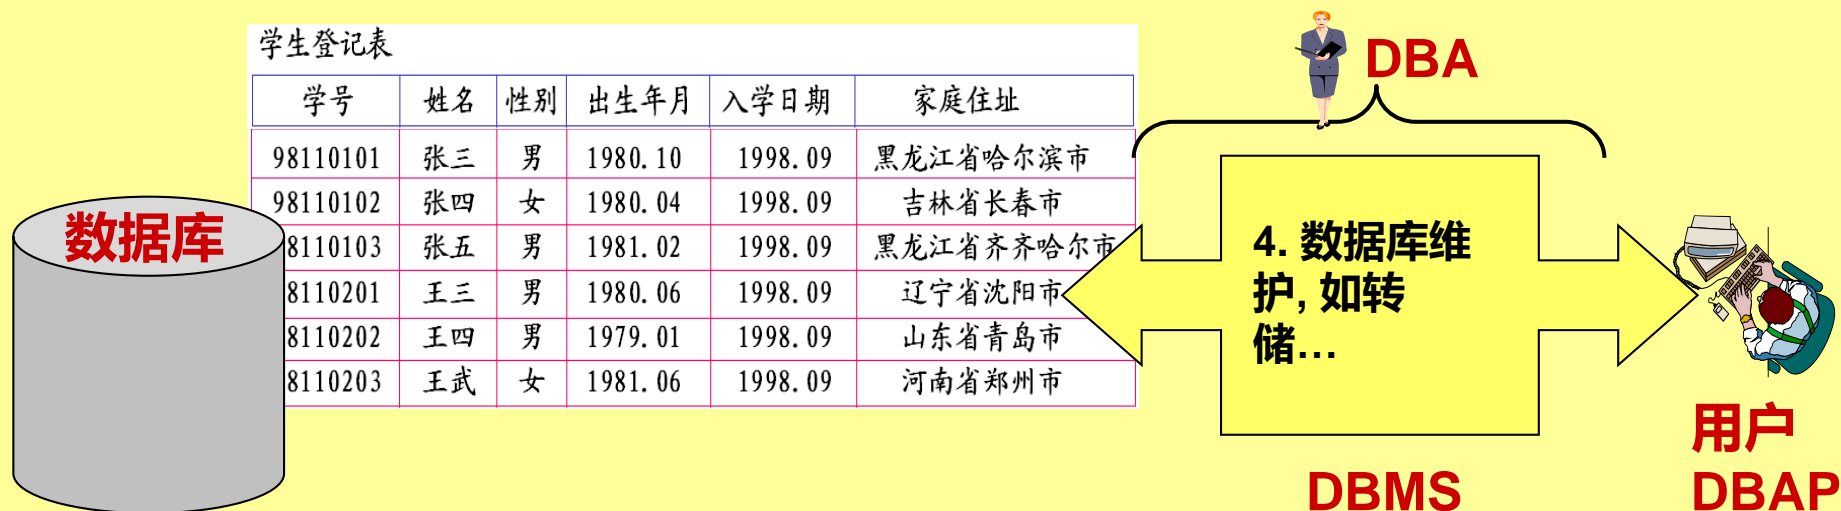 学生登记表
学号 姓名 性别 出生年月 入学日期 家庭住址
98110101 张三 男 1980.10 1998.09 黑龙江省哈尔滨市
98110102 张四 女 1980.04 1998.09 吉林省长春市
8110103 张五 男 1981.02 1998.09 黑龙江省齐齐哈尔市
8110201 王三 男 1980.06 1998.09 辽宁省沈阳市
8110202 王四 男 1979.01 1998.09 山东省青岛市
8110203 王武 女 1981.06 1998.09 河南省郑州市
数据库
DBA
4. 数据库维
护, 如转
储...
DBMS
用户
DBAP